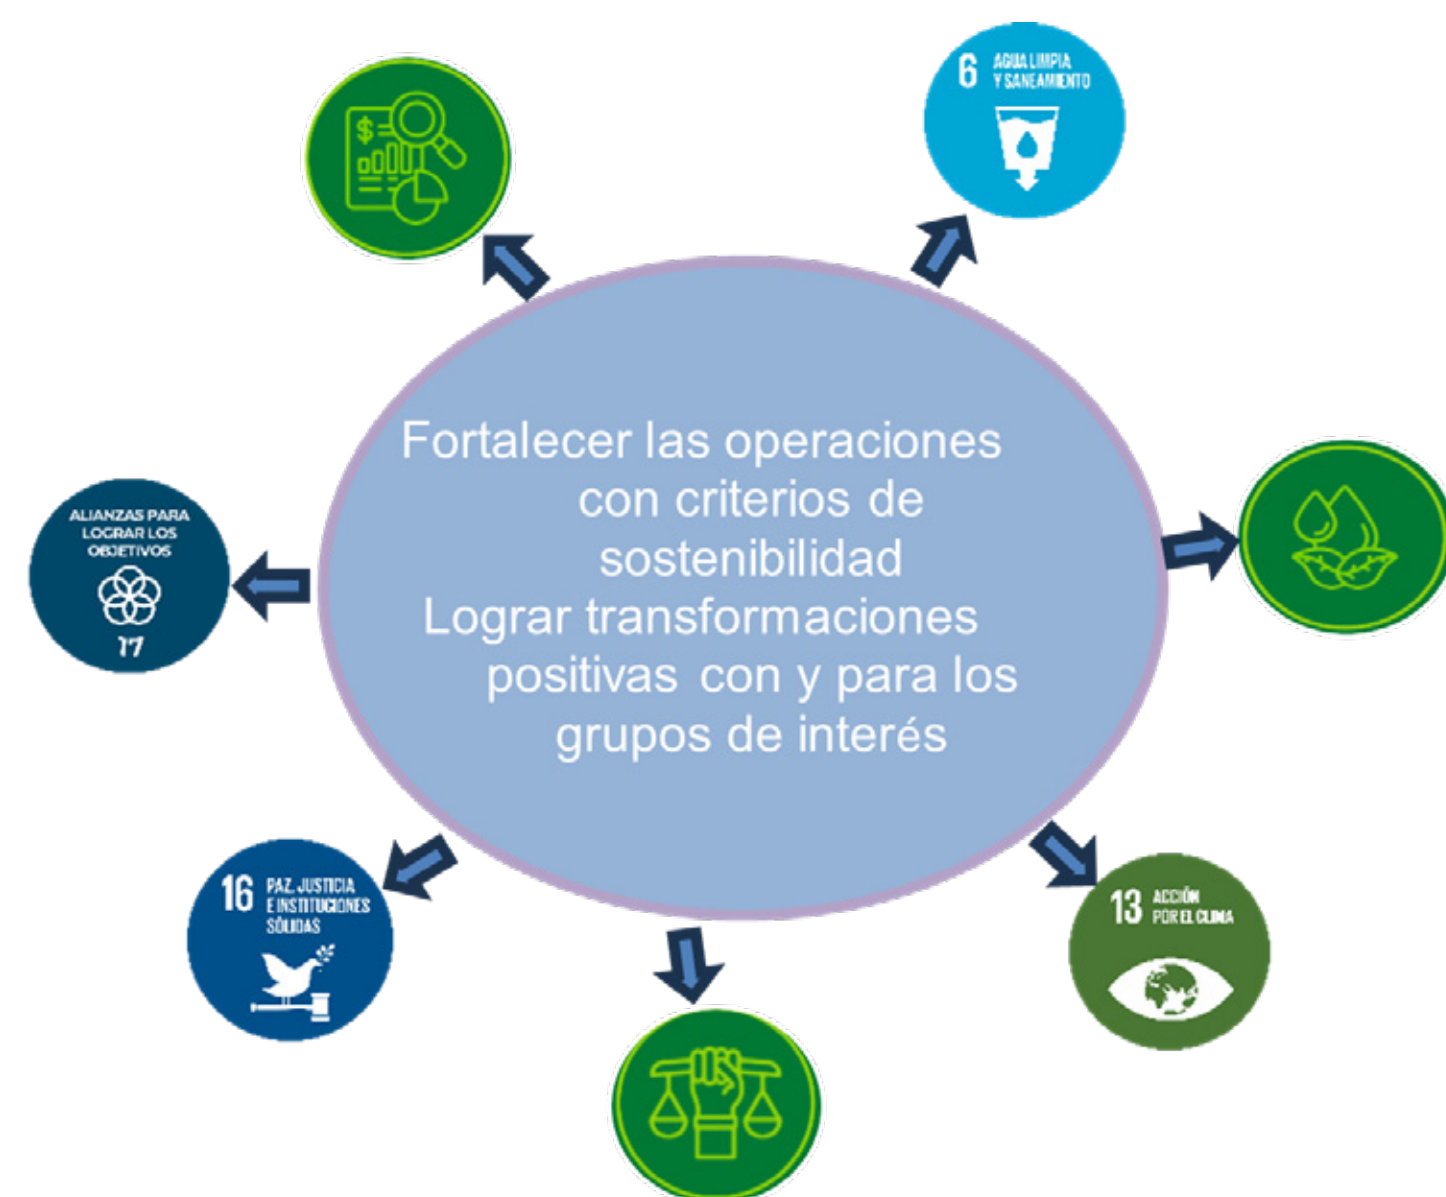 6 AGUA LIMPIA
Y SANEAMIENTO
$
Fortalecer las operaciones
con criterios de
sostenibilidad
Lograr transformaciones
positivas con y para los
grupos de interés
ALIANZAS PARA
LOGRAR LOS
OBJETIVOS
17
16 PAZ, JUSTICIA
E INSTITUCIONES
SÓLIDAS
13 ACCIÓN
POR EL CLIMA